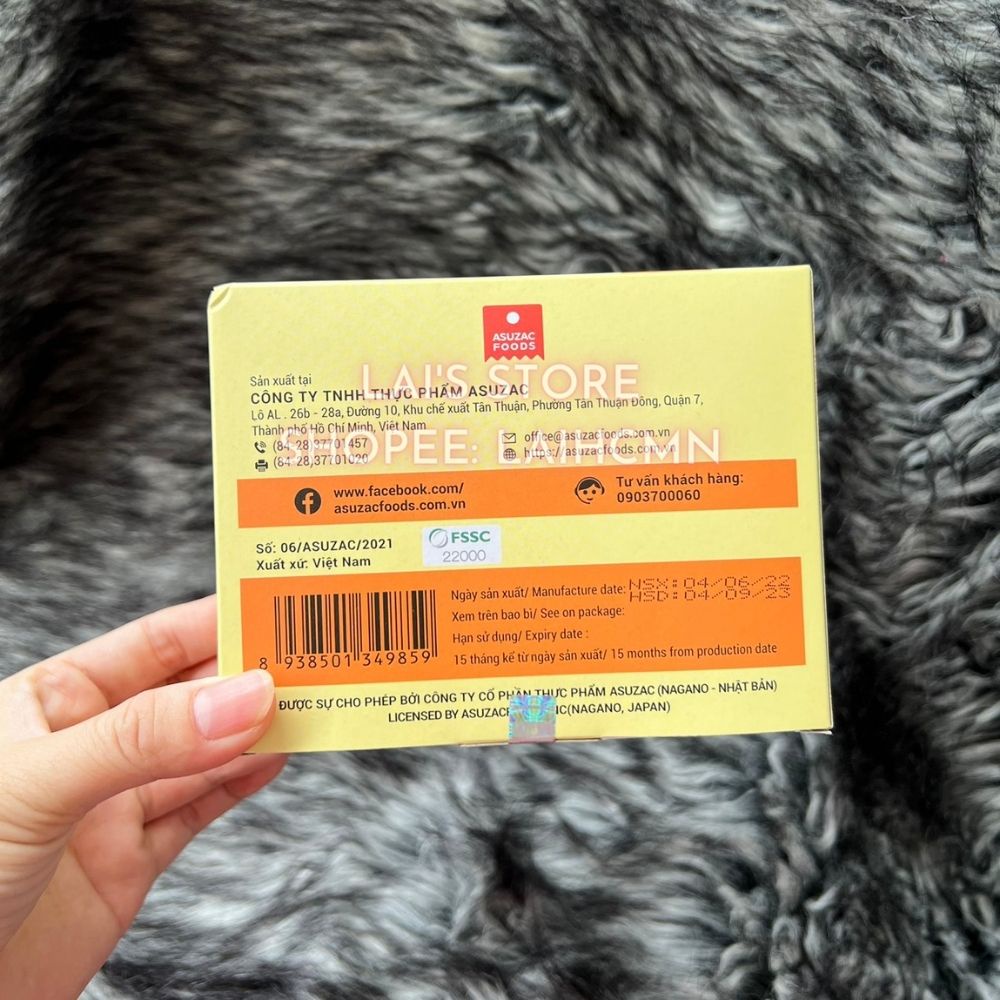 ASUZAC
FOODS
LAI'S STORE
SHOPEE: LAIHCMN
Sản xuất tại
CÔNG TY TNHH THỰC PHẨM ASUZAC
Lô AL . 26b - 28a, Đường 10, Khu chế xuất Tân Thuận, Phường Tân Thuận Đông, Quận 7,
Thành phố Hồ Chí Minh, Việt Nam
(84.28)37701457
(84.28)37701020
office@asuzacfoods.com.vn
https://asuzacfoods.com.vn
www.facebook.com/
asuzacfoods.com.vn
Tư vấn khách hàng:
0903700060
Số: 06/ASUZAC/2021
Xuất xứ: Việt Nam
FSSC
22000
8 938501 349859
Ngày sản xuất/ Manufacture date: NSX:04/06/22
HSD:04/09/23
Xem trên bao bì/ See on package:
Hạn sử dụng/ Expiry date :
15 tháng kể từ ngày sản xuất/ 15 months from production date
ĐƯỢC SỰ CHO PHÉP BỞI CÔNG TY CỔ PHẦN THỰC PHẨM ASUZAC (NAGANO - NHẬT BẢN)
LICENSED BY (NAGANO, JAPAN)